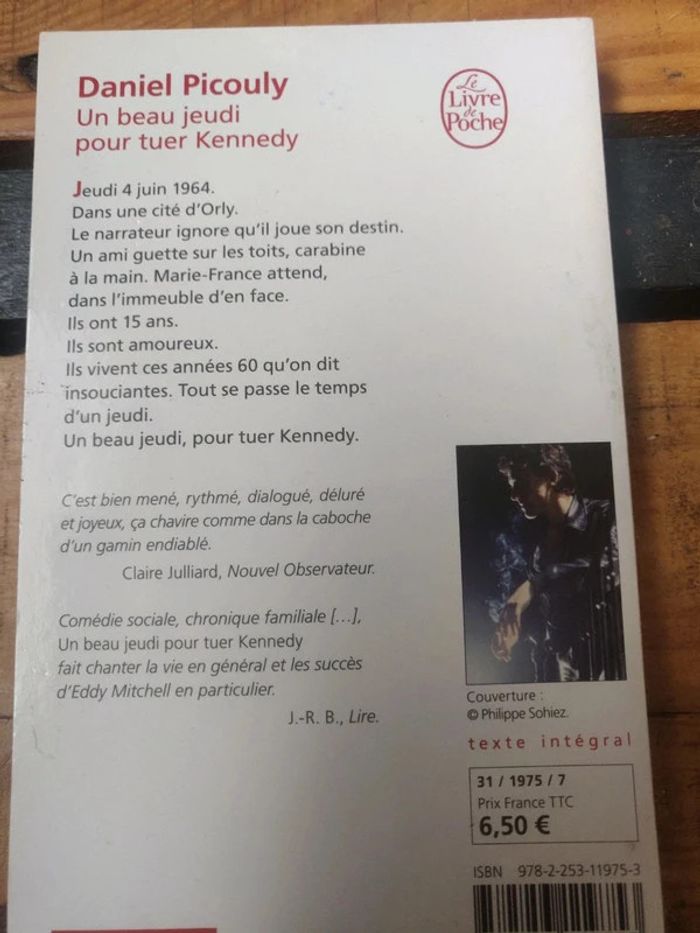 Daniel Picouly
Un beau jeudi
pour tuer Kennedy
Le
Livre
de
Poche
Jeudi 4 juin 1964.
Dans une cité d'Orly.
Le narrateur ignore qu'il joue son destin.
Un ami guette sur les toits, carabine
à la main. Marie-France attend,
dans l'immeuble d'en face.
Ils ont 15 ans.
Ils sont amoureux.
Ils vivent ces années 60 qu'on dit
insouciantes. Tout se passe le temps
d'un jeudi.
Un beau jeudi, pour tuer Kennedy.
C'est bien mené, rythmé, dialogué, déluré
et joyeux, ça chavire comme dans la caboche
d'un gamin endiablé.
Claire Julliard, Nouvel Observateur.
Comédie sociale, chronique familiale [...],
Un beau jeudi pour tuer Kennedy
fait chanter la vie en général et les succès
d'Eddy Mitchell en particulier.
J.-R. B., Lire.
Couverture :
© Philippe Sohiez.
texte intégral
31 / 1975 / 7
Prix France TTC
6,50 €
ISBN 978-2-253-11975-3